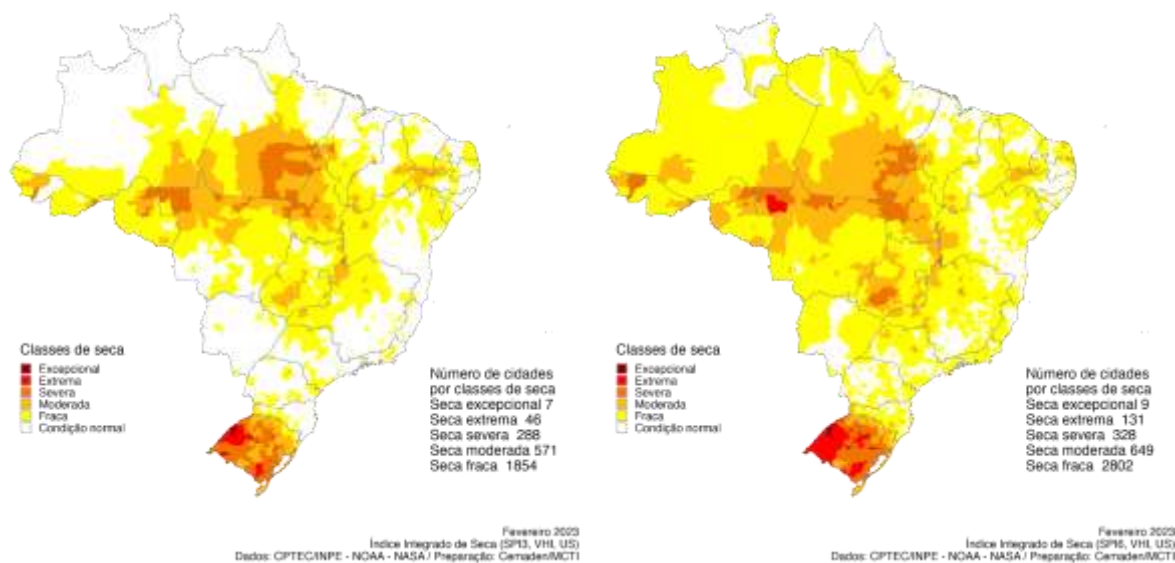 Classes de seca
Excepcional
Extrema
Severa
Moderada
Fraca
Condição normal
Número de cidades
por classes de seca
Seca excepcional 7
Seca extrema 46
Seca severa 288
Seca moderada 571
Seca fraca 1854
Fevereiro 2023
Índice Integrado de Seca (SPI3, VHI, US)
Dados: CPTEC/INPE - NOAA - NASA / Preparação: Cemaden/MCTI
Classes de seca
Excepcional
Extrema
Severa
Moderada
Fraca
Condição normal
Número de cidades
por classes de seca
Seca excepcional 9
Seca extrema 131
Seca severa 328
Seca moderada 649
Seca fraca 2802
Fevereiro 2023
Índice Integrado de Seca (SPI6, VHI, US)
Dados: CPTEC/INPE - NOAA - NASA / Preparação: Cemaden/MCTI